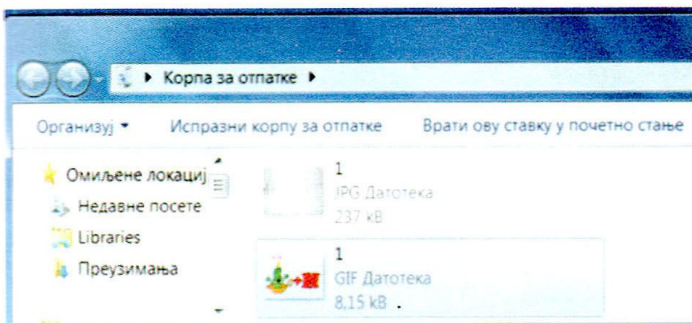 Корпа за отпатке
Организуј Испразни корпу за отпатке Врати ову ставку у почетно стање
Омиљене локациј
Недавне посете
Libraries
Преузимања
1
JPG Датотека
237 kB
1
GIF Датотека
8,15 kB